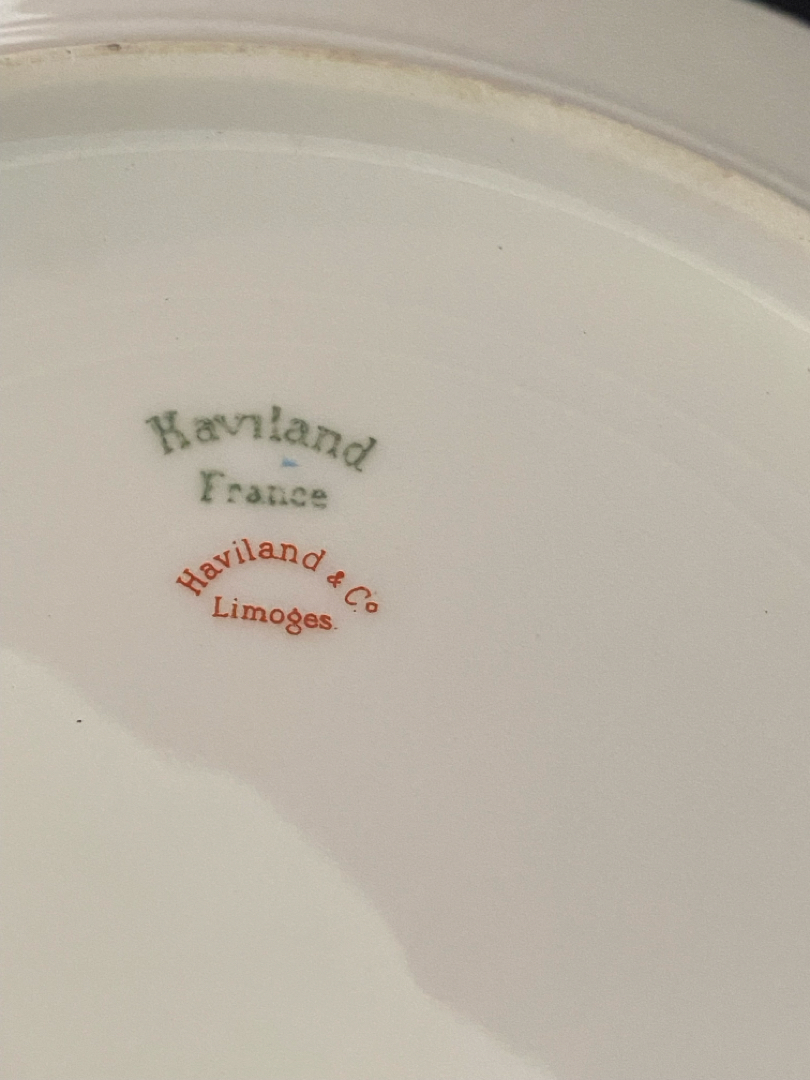 Haviland
France
Haviland & Co
Limoges.